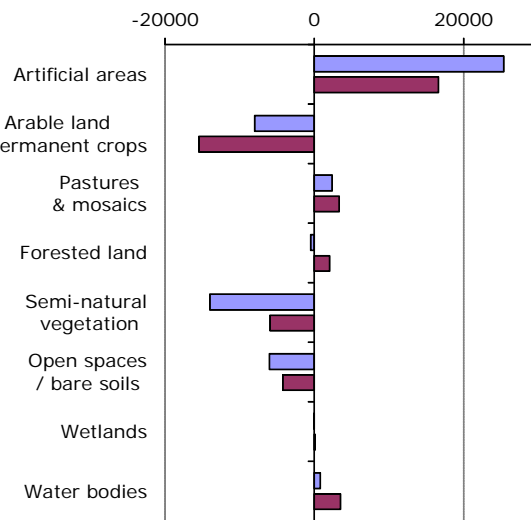 -20000 0 20000
Artificial areas
Arable land
ermanent crops
Pastures
& mosaics
Forested land
Semi-natural
vegetation
Open spaces
/ bare soils
Wetlands
Water bodies